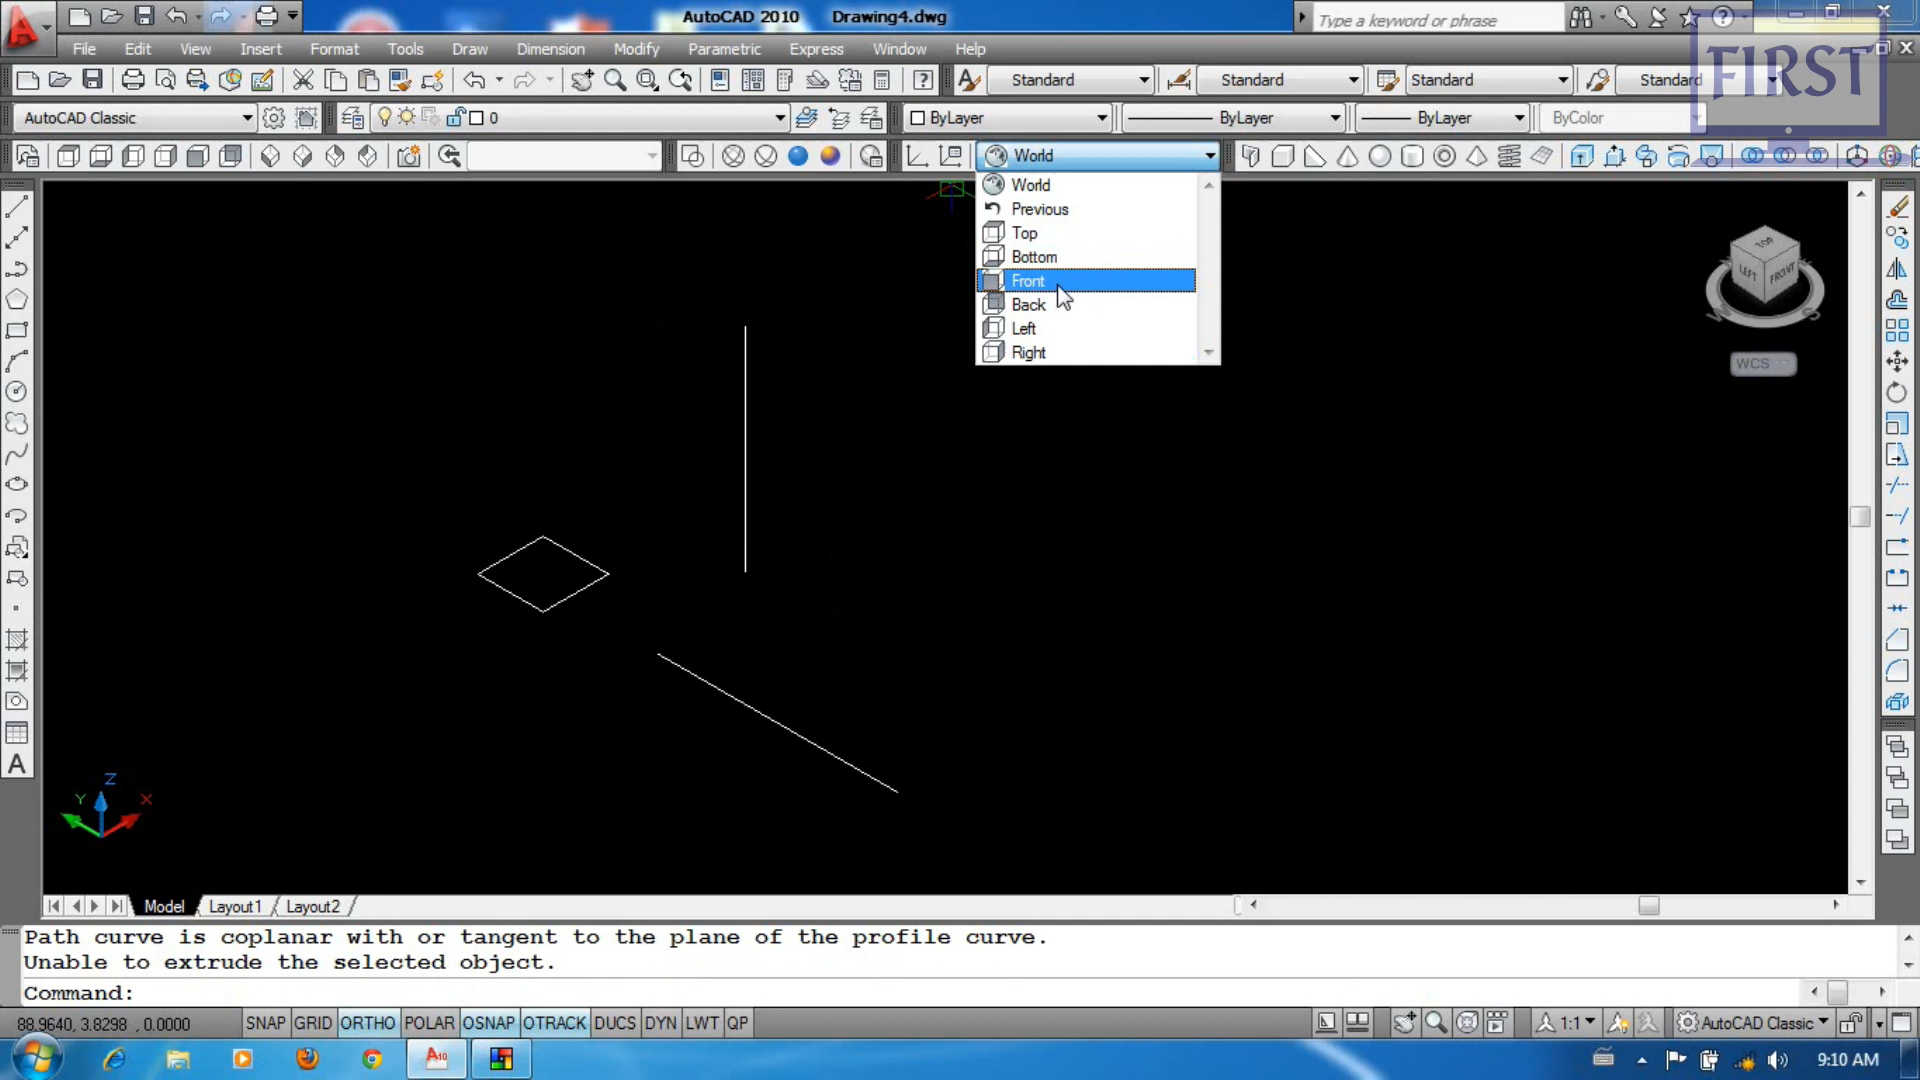 AutoCAD 2010 Drawing4.dwg
Type a keyword or phrase
File Edit View Insert Format Tools Draw Dimension Modify Parametric Express Window Help
FIRST
Standard Standard Standard Standard
AutoCAD Classic 0 ByLayer ByLayer ByLayer ByColor
World
World
Previous
Top
Bottom
Front
Back
Left
Right
TOP
LEFT FRONT
W S
WCS
A
Z
Y X
Model Layout1 Layout2
Path curve is coplanar with or tangent to the plane of the profile curve.
Unable to extrude the selected object.
Command:
88.9640, 3.8298 , 0.0000 SNAP GRID ORTHO POLAR OSNAP OTRACK DUCS DYN LWT QP 1:1 AutoCAD Classic
9:10 AM